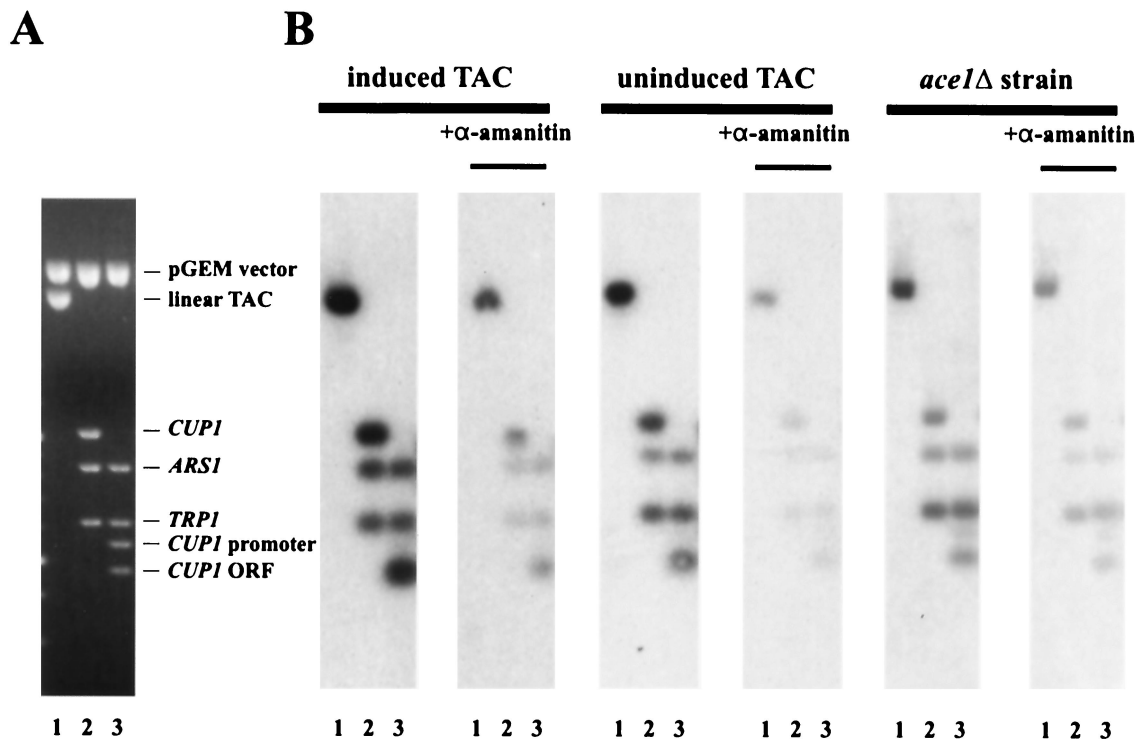 A
B
induced TAC
uninduced TAC
ace1Δ strain
+α-amanitin
+α-amanitin
+α-amanitin
pGEM vector
linear TAC
CUP1
ARS1
TRP1
CUP1 promoter
CUP1 ORF
1 2 3
1 2 3
1 2 3
1 2 3
1 2 3
1 2 3
1 2 3